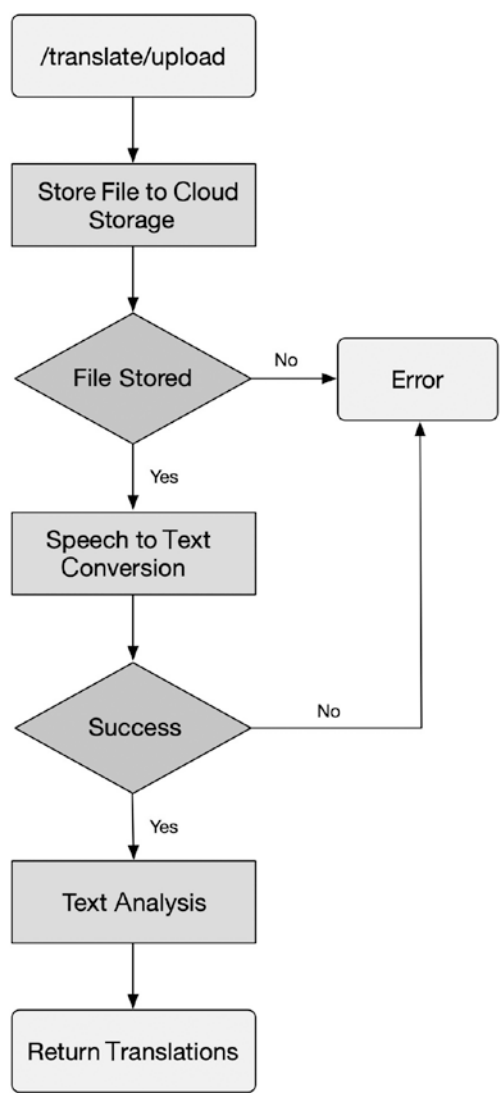 /translate/upload
Store File to Cloud
Storage
File Stored
No
Error
Yes
Speech to Text
Conversion
Success
No
Yes
Text Analysis
Return Translations